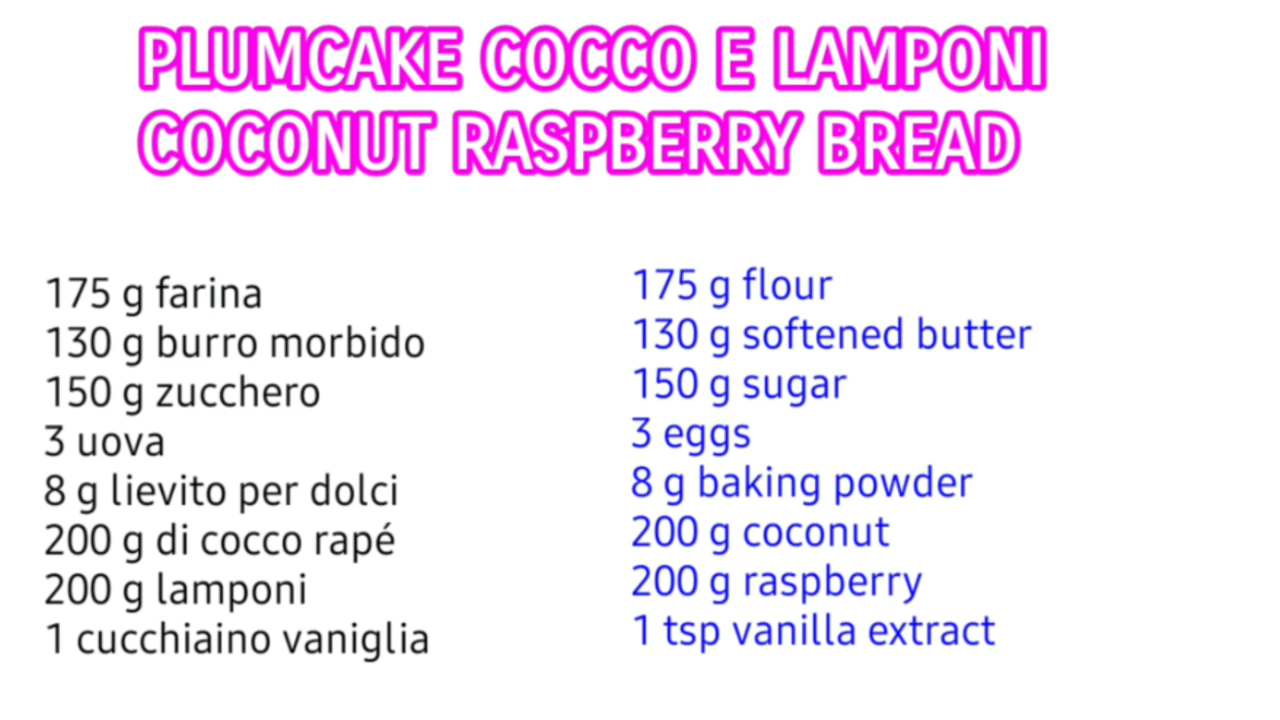 PLUMCAKE COCCO E LAMPONI
COCONUT RASPBERRY BREAD
175 g farina
130 g burro morbido
150 g zucchero
3 uova
8 g lievito per dolci
200 g di cocco rapé
200 g lamponi
1 cucchiaino vaniglia
175 g flour
130 g softened butter
150 g sugar
3 eggs
8 g baking powder
200 g coconut
200 g raspberry
1 tsp vanilla extract